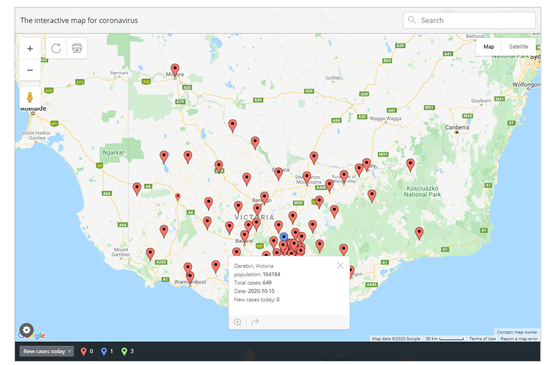 The interactive map for coronavirus
Search
Map
Satellite
Mildura
Griffith
Wagga Wagga
Wollongong
Goulburn
Canberra
Adelaide
Ngarkat
Kosciuszko
National Park
VICTORIA
Bendigo
Ballarat
Warrnambool
Darebin, Victoria
population: 164184
Total cases: 649
Date: 2020-10-15
New cases today: 0
Contact map owner
Google
Map data ©2020 Google
50 km
Terms of Use
Report a map error
New cases today
0
1
3